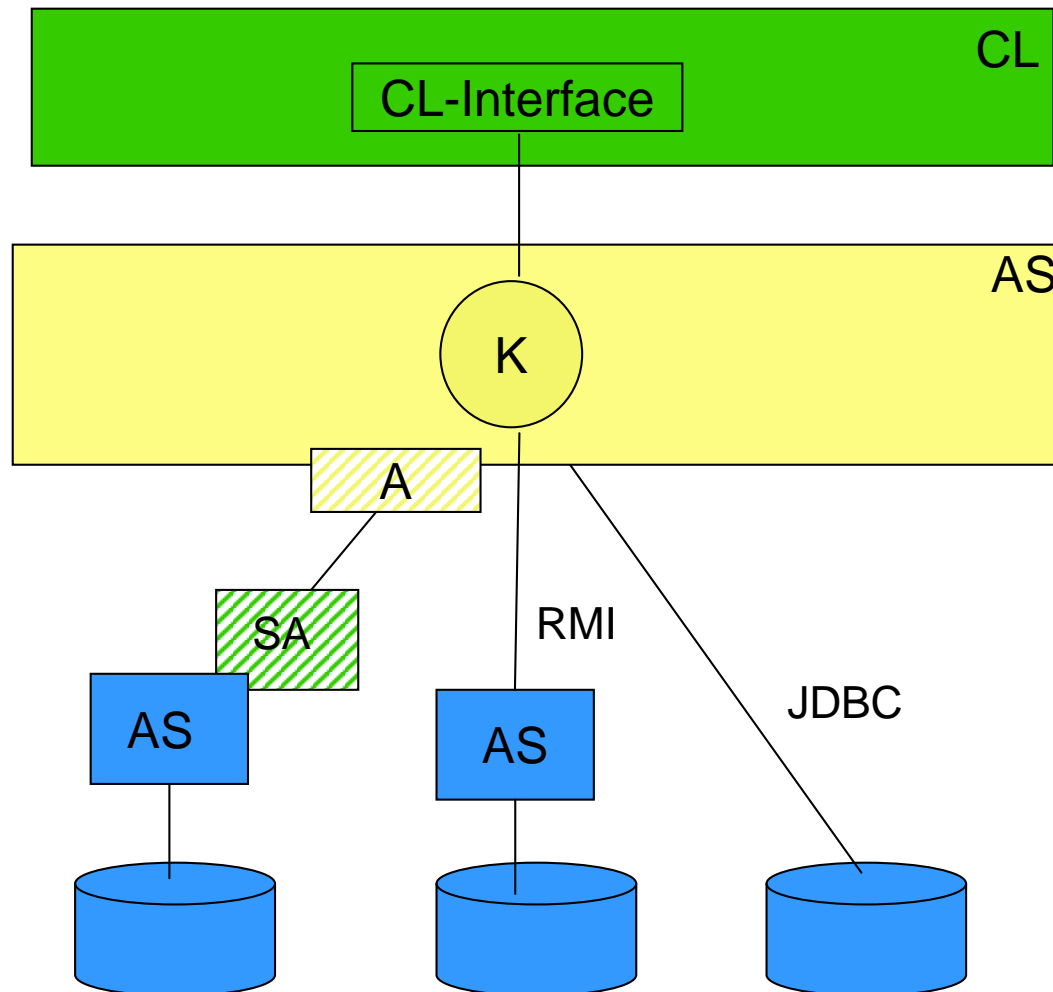 CL
CL-Interface
AS
K
A
SA
RMI
AS
AS
JDBC